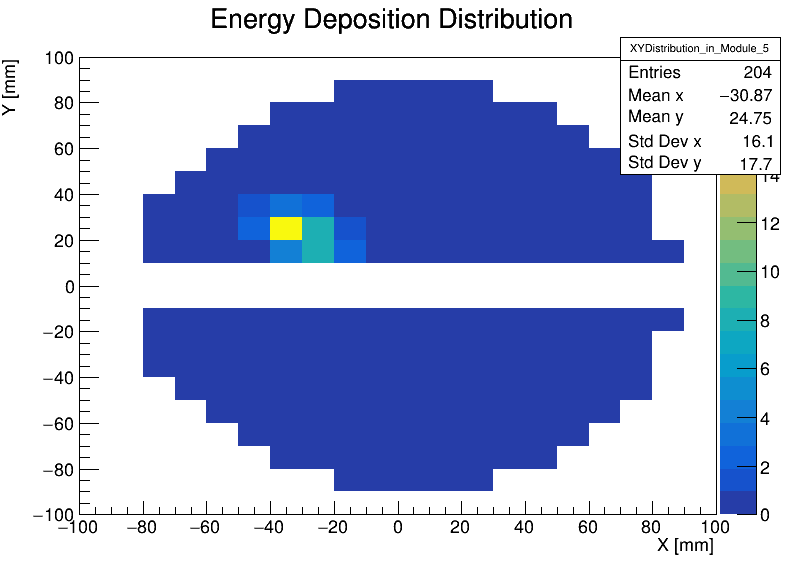 Energy Deposition Distribution
XYDistribution_in_Module_5
Entries 204
Mean x −30.87
Mean y 24.75
Std Dev x 16.1
Std Dev y 17.7
Y [mm]
100
80
60
40
20
0
−20
−40
−60
−80
−100
14
12
10
8
6
4
2
0
−100 −80 −60 −40 −20 0 20 40 60 80 100
X [mm]